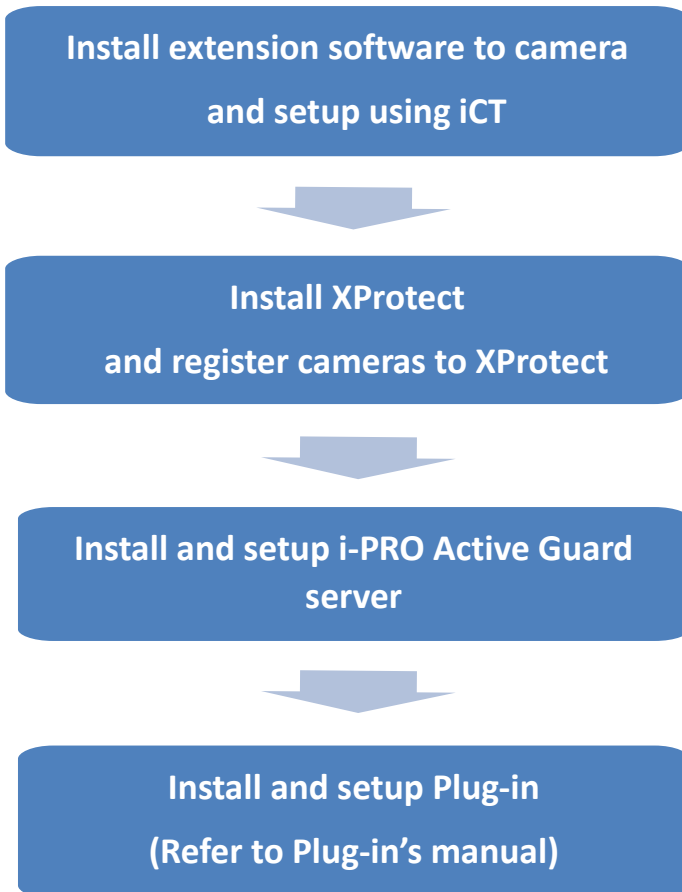 Install extension software to camera
and setup using iCT
Install XProtect
and register cameras to XProtect
Install and setup i-PRO Active Guard
server
Install and setup Plug-in
(Refer to Plug-in’s manual)